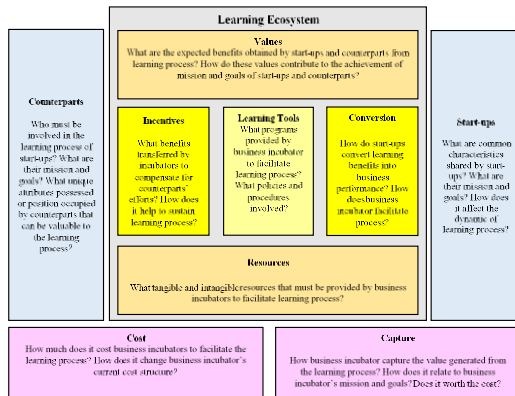 Learning Ecosystem
Values
What are the expected benefits obtained by start-ups and counterparts from
learning process? How do these values contribute to the achievement of
mission and goals of start-ups and counterparts?
Counterparts
Who must be
involved in the
learning process of
start-ups? What are
their mission and
goals? What unique
attributes possessed
or position occupied
by counterparts that
can be valuable to
the learning
process?
Incentives
What benefits
transferred by
incubators to
compensate for
counterparts'
efforts? How does
it help to sustain
learning process?
Learning Tools
What programs
provided by
business incubator
to facilitate
learning process?
What policies and
procedures
involved?
Conversion
How do start-ups
convert learning
benefits into
business
performance? How
does business
incubator facilitate
process?
Start-ups
What are common
characteristics
shared by start-
ups? What are
their mission and
goals? How does
it affect the
dynamic of
learning process?
Resources
What tangible and intangible resources that must be provided by business
incubators to facilitate learning process?
Cost
How much does it cost business incubators to facilitate the
learning process? How does it change business incubator's
current cost structure?
Capture
How business incubator capture the value generated from
the learning process? How does it relate to business
incubator's mission and goals? Does it worth the cost?